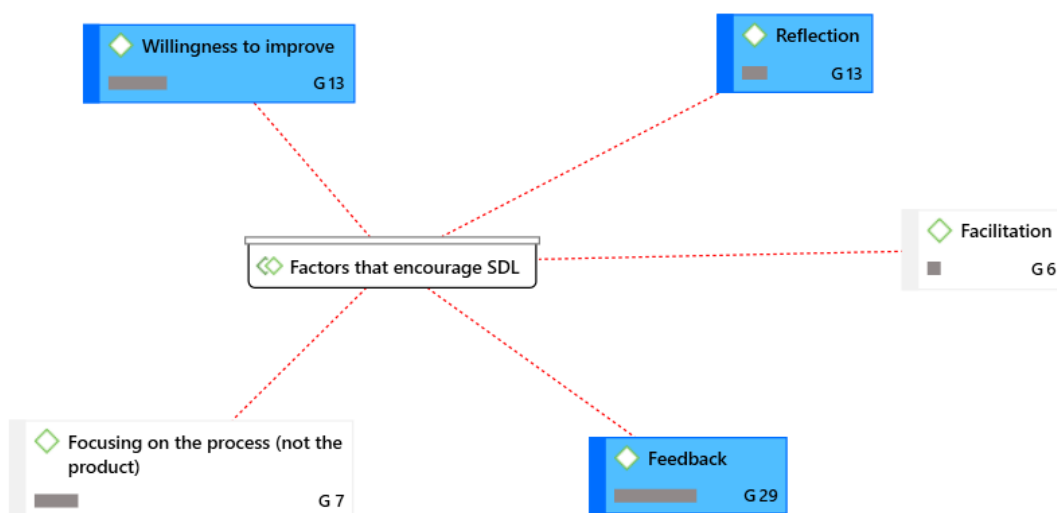 Willingness to improve
G 13
Reflection
G 13
Facilitation
G 6
Factors that encourage SDL
Focusing on the process (not the
product)
G 7
Feedback
G 29